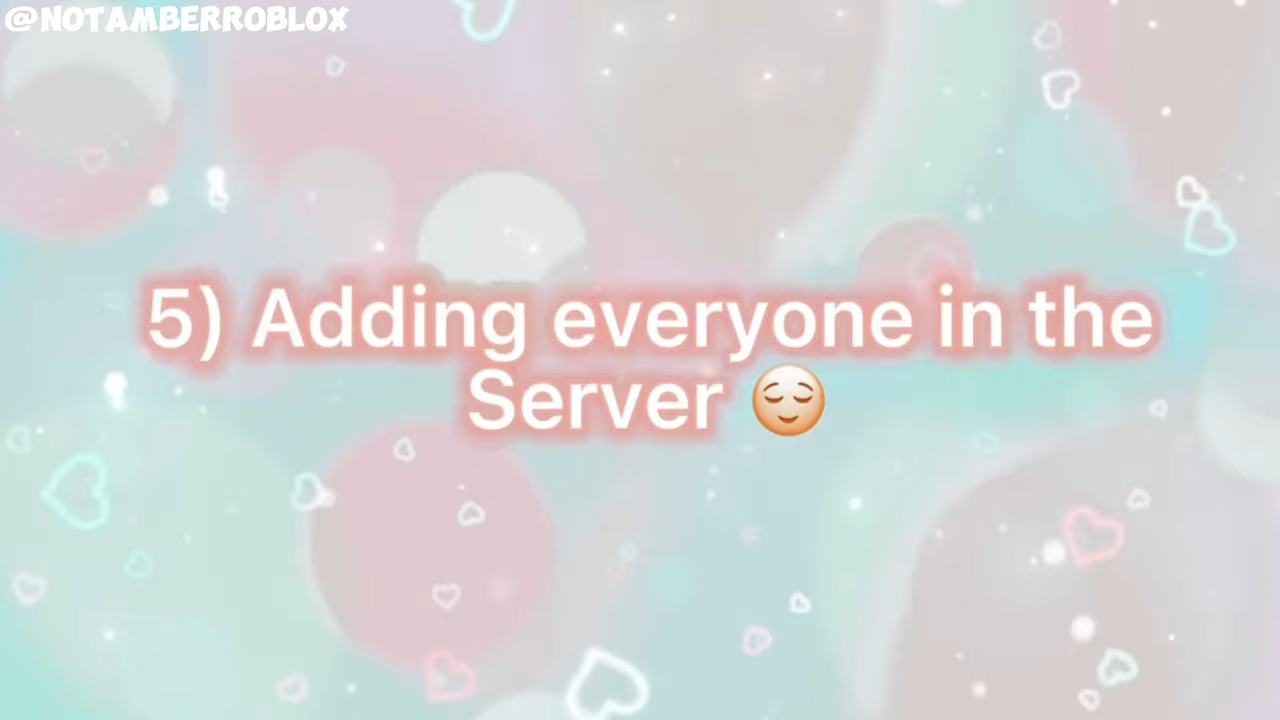 @NOTAMBERROBLOX
5) Adding everyone in the
Server 😌